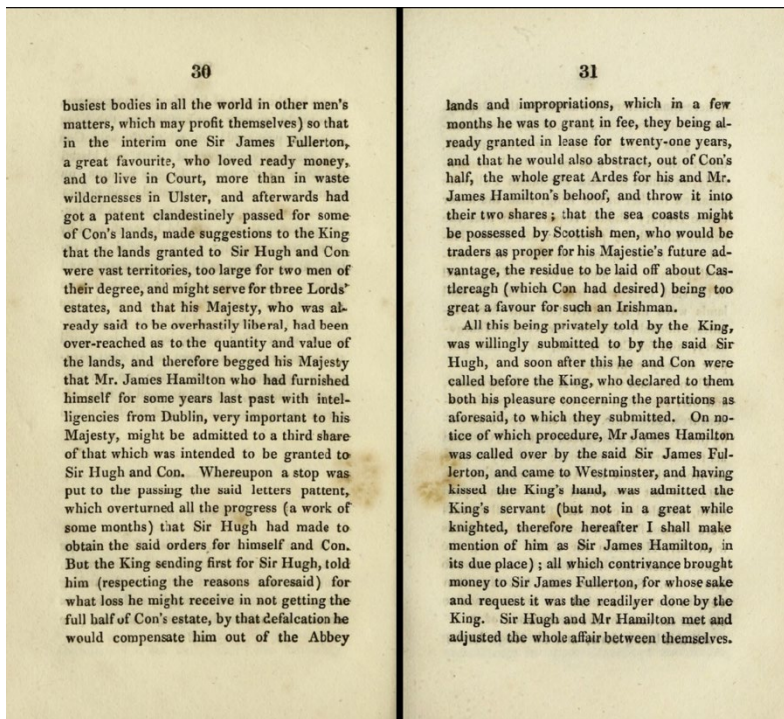 30
busiest bodies in all the world in other men's
matters, which may profit themselves) so that
in the interim one Sir James Fullerton,
a great favourite, who loved ready money,
and to live in Court, more than in waste
wildernesses in Ulster, and afterwards had
got a patent clandestinely passed for some
of Con's lands, made suggestions to the King
that the lands granted to Sir Hugh and Con
were vast territories, too large for two men of
their degree, and might serve for three Lords'
estates, and that his Majesty, who was al-
ready said to be overhastily liberal, had been
over-reached as to the quantity and value of
the lands, and therefore begged his Majesty
that Mr. James Hamilton who had furnished
himself for some years last past with intel-
ligencies from Dublin, very important to his
Majesty, might be admitted to a third share
of that which was intended to be granted to
Sir Hugh and Con. Whereupon a stop was
put to the passing the said letters pattent,
which overturned all the progress (a work of
some months) that Sir Hugh had made to
obtain the said orders for himself and Con.
But the King sending first for Sir Hugh, told
him (respecting the reasons aforesaid) for
what loss he might receive in not getting the
full half of Con's estate, by that defalcation he
would compensate him out of the Abbey
31
lands and impropriations, which in a few
months he was to grant in fee, they being al-
ready granted in lease for twenty-one years,
and that he would also abstract, out of Con's
half, the whole great Ardes for his and Mr.
James Hamilton's behoof, and throw it into
their two shares; that the sea coasts might
be possessed by Scottish men, who would be
traders as proper for his Majestie's future ad-
vantage, the residue to be laid off about Cas-
tlereagh (which Con had desired) being too
great a favour for such an Irishman.
All this being privately told by the King,
was willingly submitted to by the said Sir
Hugh, and soon after this he and Con were
called before the King, who declared to them
both his pleasure concerning the partitions as
aforesaid, to which they submitted. On no-
tice of which procedure, Mr James Hamilton
was called over by the said Sir James Ful-
lerton, and came to Westminster, and having
kissed the King's hand, was admitted the
King's servant (but not in a great while
knighted, therefore hereafter I shall make
mention of him as Sir James Hamilton, in
its due place); all which contrivance brought
money to Sir James Fullerton, for whose sake
and request it was the readilyer done by the
King. Sir Hugh and Mr Hamilton met and
adjusted the whole affair between themselves.